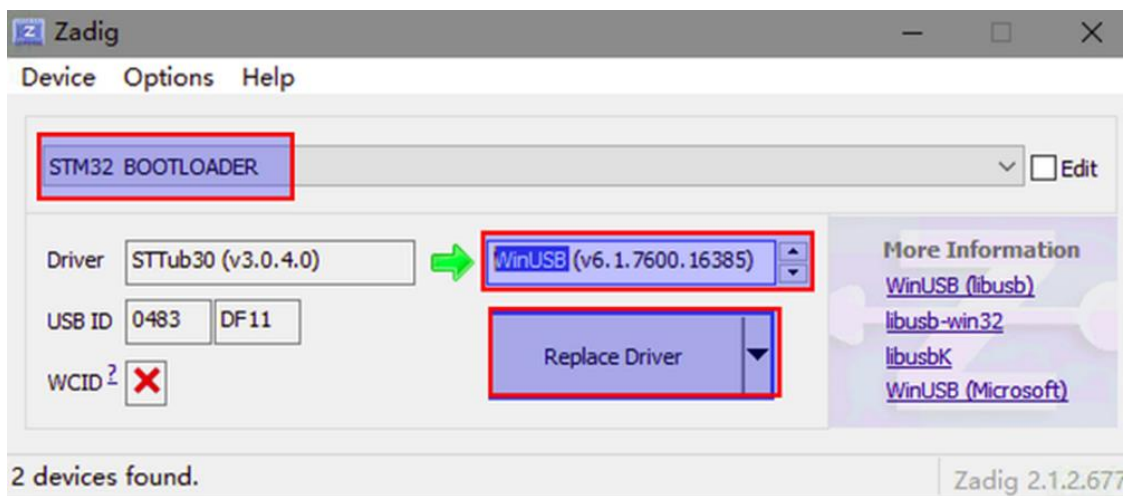 Zadig
Device Options Help
STM32 BOOTLOADER
Edit
Driver STTub30 (v3.0.4.0) WinUSB (v6.1.7600.16385)
USB ID 0483 DF11
WCID ?
Replace Driver
More Information
WinUSB (libusb)
libusb-win32
libusbK
WinUSB (Microsoft)
2 devices found.
Zadig 2.1.2.677